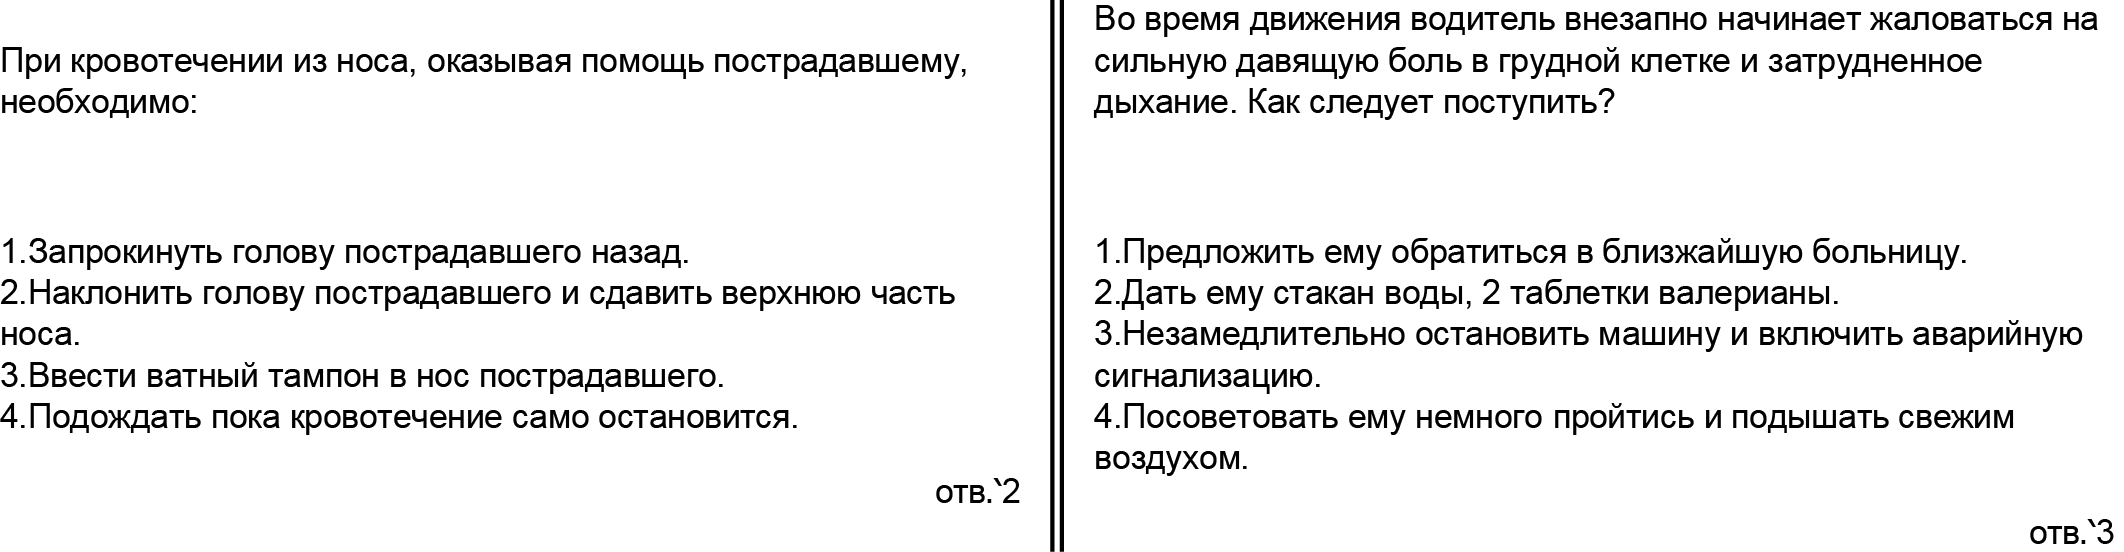 При кровотечении из носа, оказывая помощь пострадавшему,
необходимо:
1.Запрокинуть голову пострадавшего назад.
2.Наклонить голову пострадавшего и сдавить верхнюю часть
носа.
3.Ввести ватный тампон в нос пострадавшего.
4.Подождать пока кровотечение само остановится.
отв.`2
Во время движения водитель внезапно начинает жаловаться на
сильную давящую боль в грудной клетке и затрудненное
дыхание. Как следует поступить?
1.Предложить ему обратиться в близжайшую больницу.
2.Дать ему стакан воды, 2 таблетки валерианы.
3.Незамедлительно остановить машину и включить аварийную
сигнализацию.
4.Посоветовать ему немного пройтись и подышать свежим
воздухом.
отв.`3